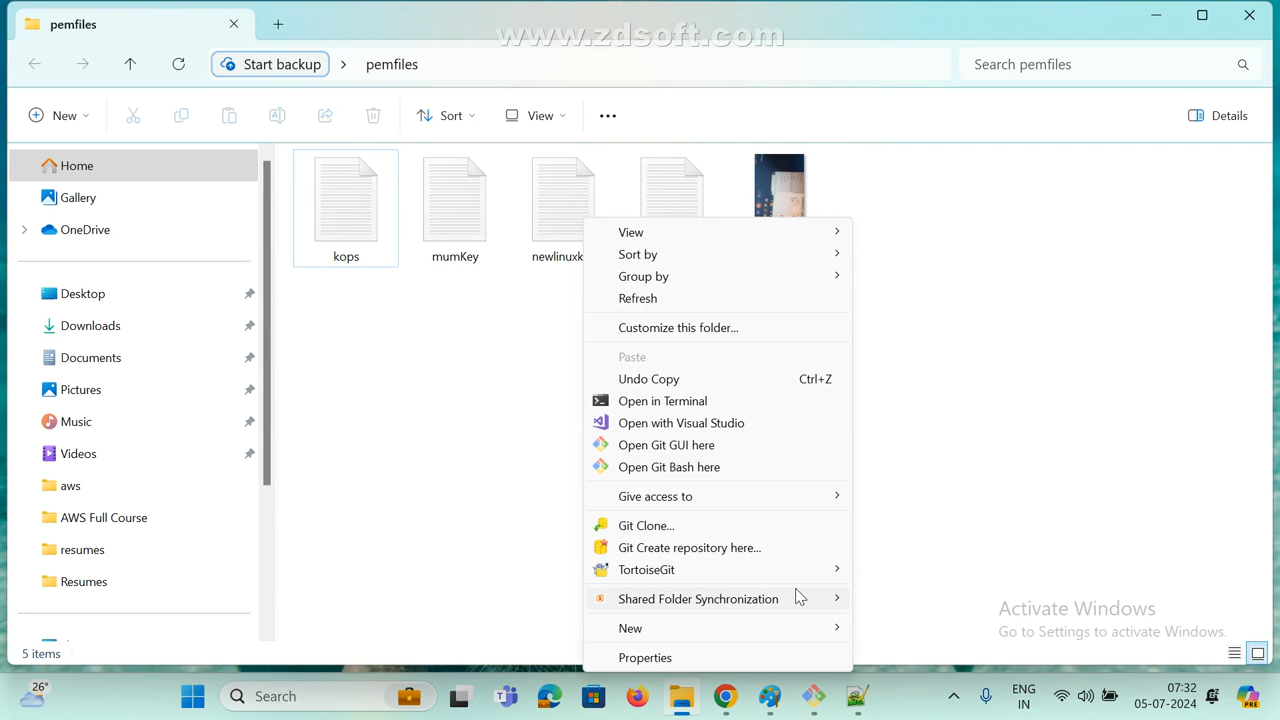 pemfiles
www.zdsoft.com
Start backup
pemfiles
Search pemfiles
New
Sort
View
Details
Home
Gallery
OneDrive
Desktop
Downloads
Documents
Pictures
Music
Videos
aws
AWS Full Course
resumes
Resumes
kops
mumKey
newlinuxk
View
Sort by
Group by
Refresh
Customize this folder...
Paste
Undo Copy Ctrl+Z
Open in Terminal
Open with Visual Studio
Open Git GUI here
Open Git Bash here
Give access to
Git Clone...
Git Create repository here...
TortoiseGit
Shared Folder Synchronization
New
Properties
Activate Windows
Go to Settings to activate Windows.
5 items
26°
Search
ENG
IN
07:32
05-07-2024
PRE